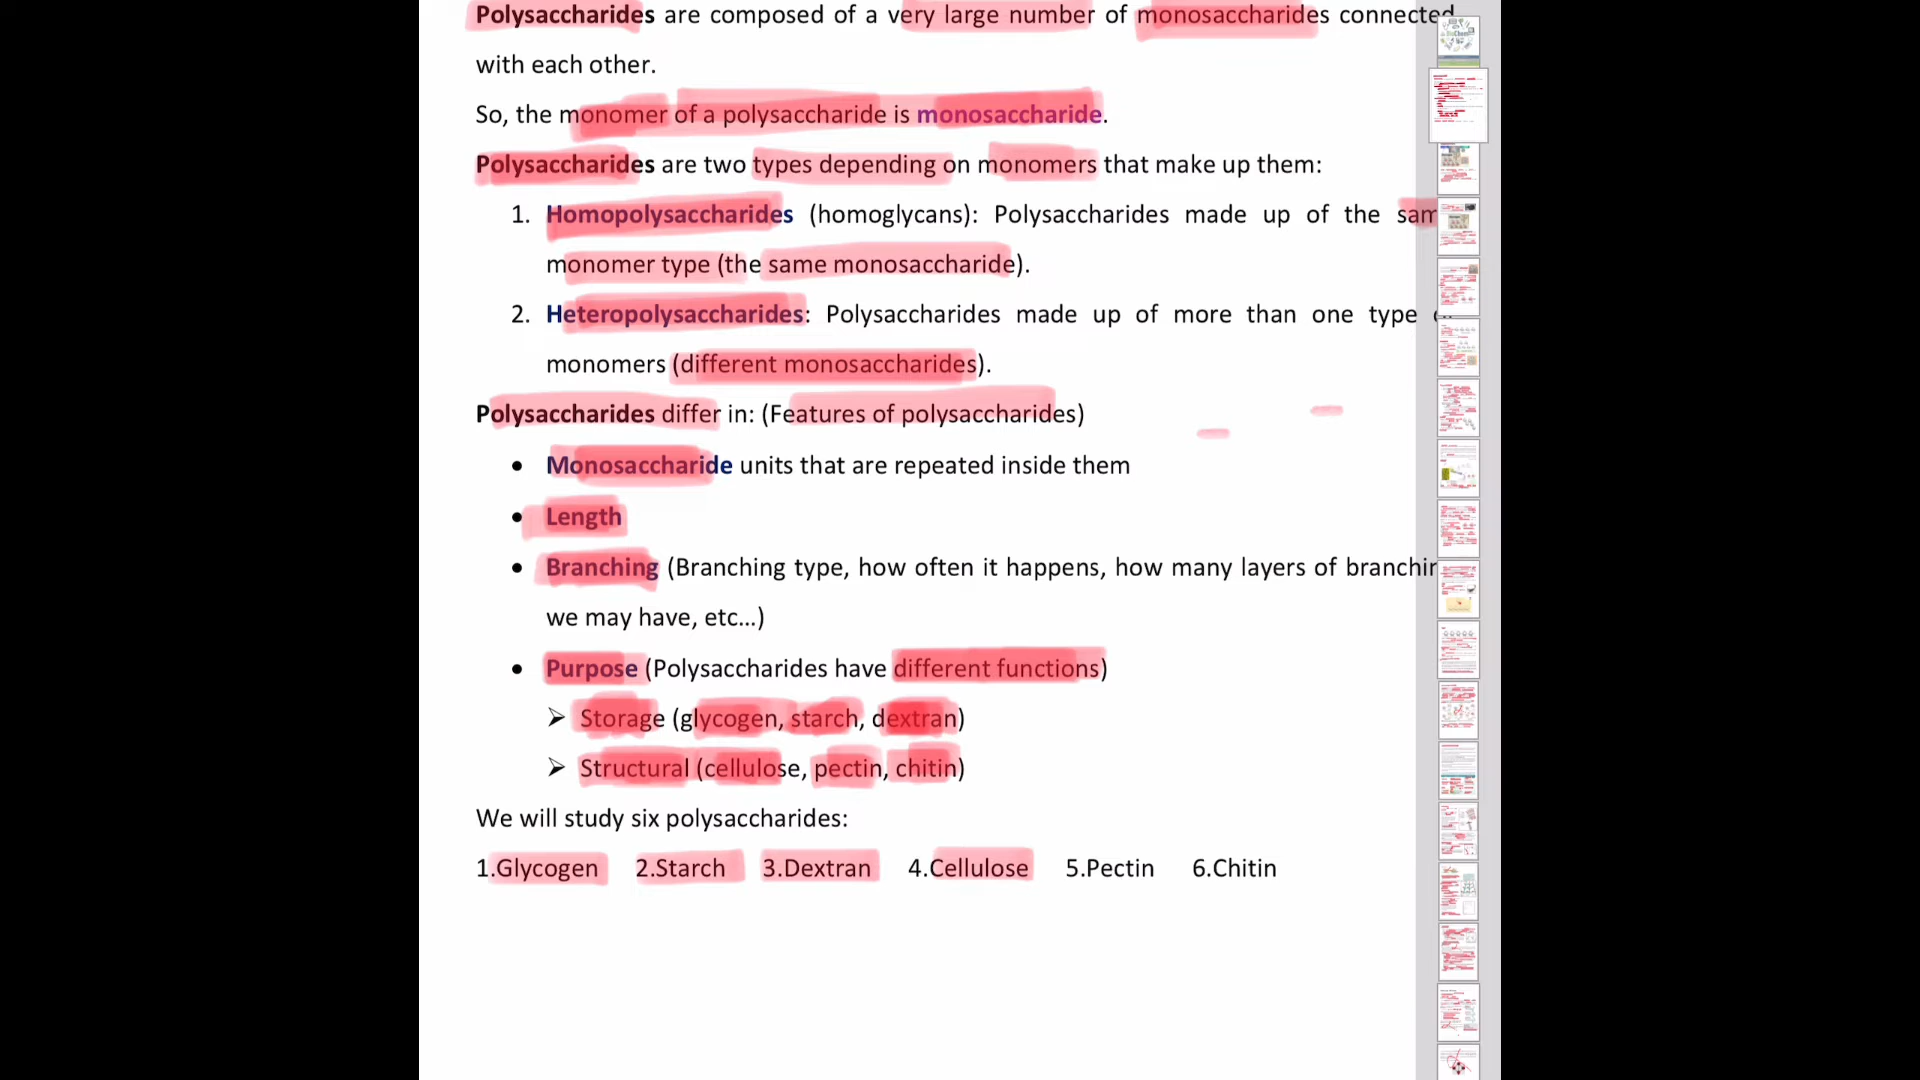 Polysaccharides are composed of a very large number of monosaccharides connected
with each other.
So, the monomer of a polysaccharide is monosaccharide.
Polysaccharides are two types depending on monomers that make up them:
1. Homopolysaccharides (homoglycans): Polysaccharides made up of the sam
monomer type (the same monosaccharide).
2. Heteropolysaccharides: Polysaccharides made up of more than one type
monomers (different monosaccharides).
Polysaccharides differ in: (Features of polysaccharides)
• Monosaccharide units that are repeated inside them
• Length
• Branching (Branching type, how often it happens, how many layers of branchin
we may have, etc...)
• Purpose (Polysaccharides have different functions)
➢ Storage (glycogen, starch, dextran)
➢ Structural (cellulose, pectin, chitin)
We will study six polysaccharides:
1.Glycogen 2.Starch 3.Dextran 4.Cellulose 5.Pectin 6.Chitin